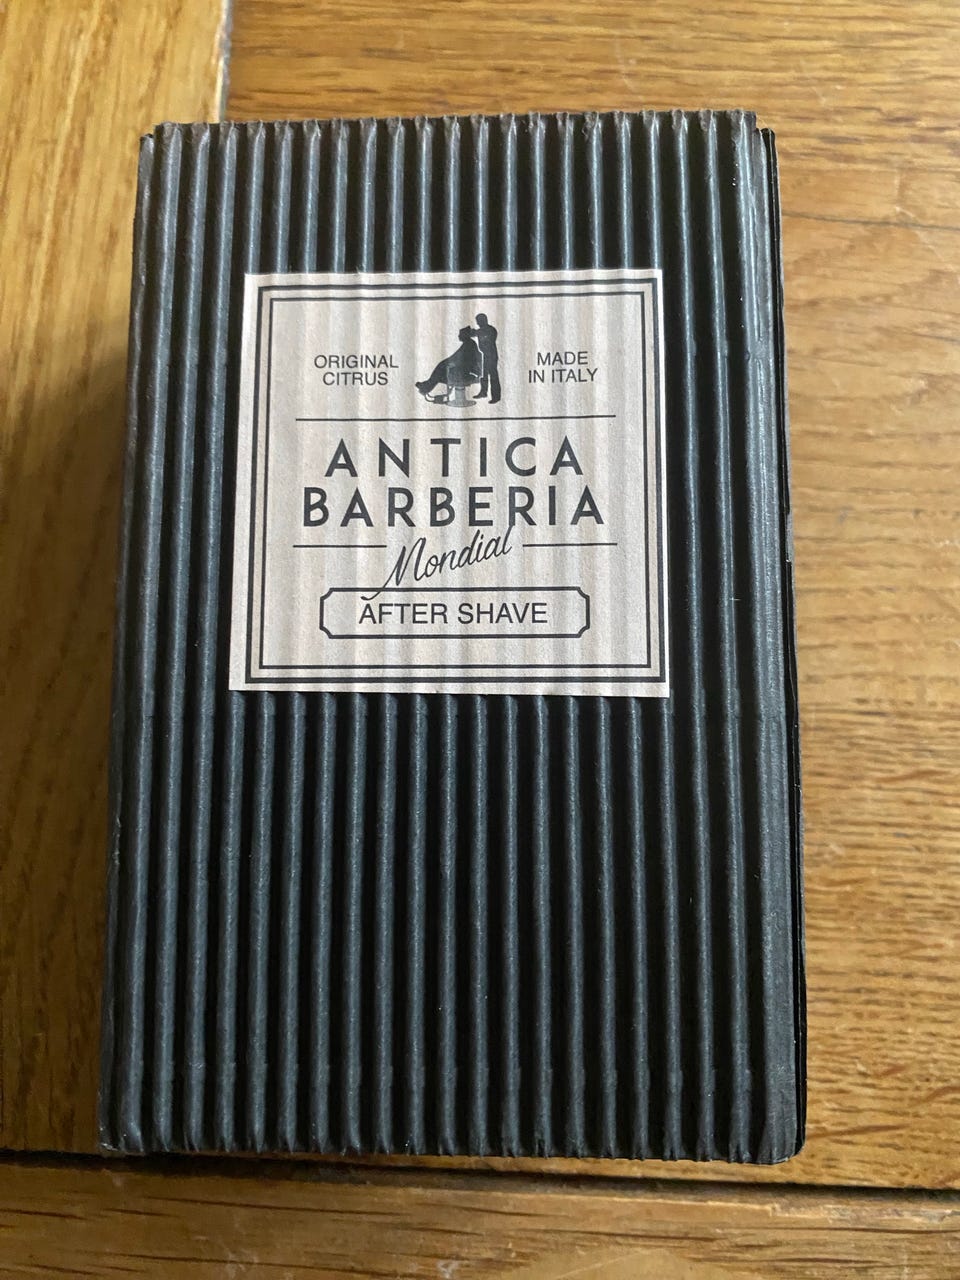 ORIGINAL
CITRUS
MADE
IN ITALY
ANTICA
BARBERIA
Mondial
AFTER SHAVE